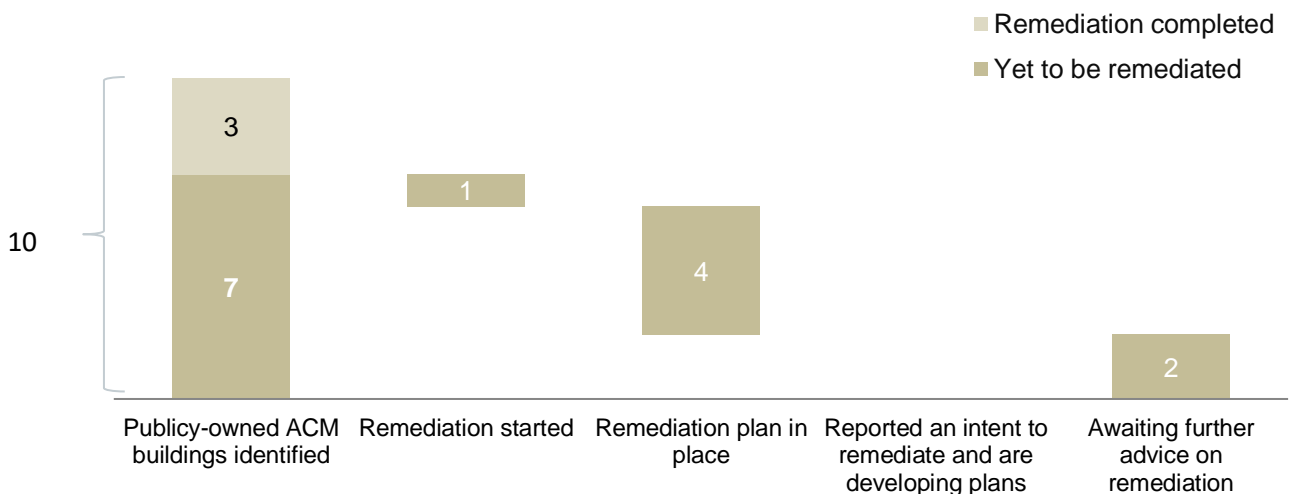 Remediation completed
Yet to be remediated
3
1
10
4
7
2
Publicy-owned ACM
buildings identified
Remediation started
Remediation plan in
place
Reported an intent to
remediate and are
developing plans
Awaiting further
advice on
remediation